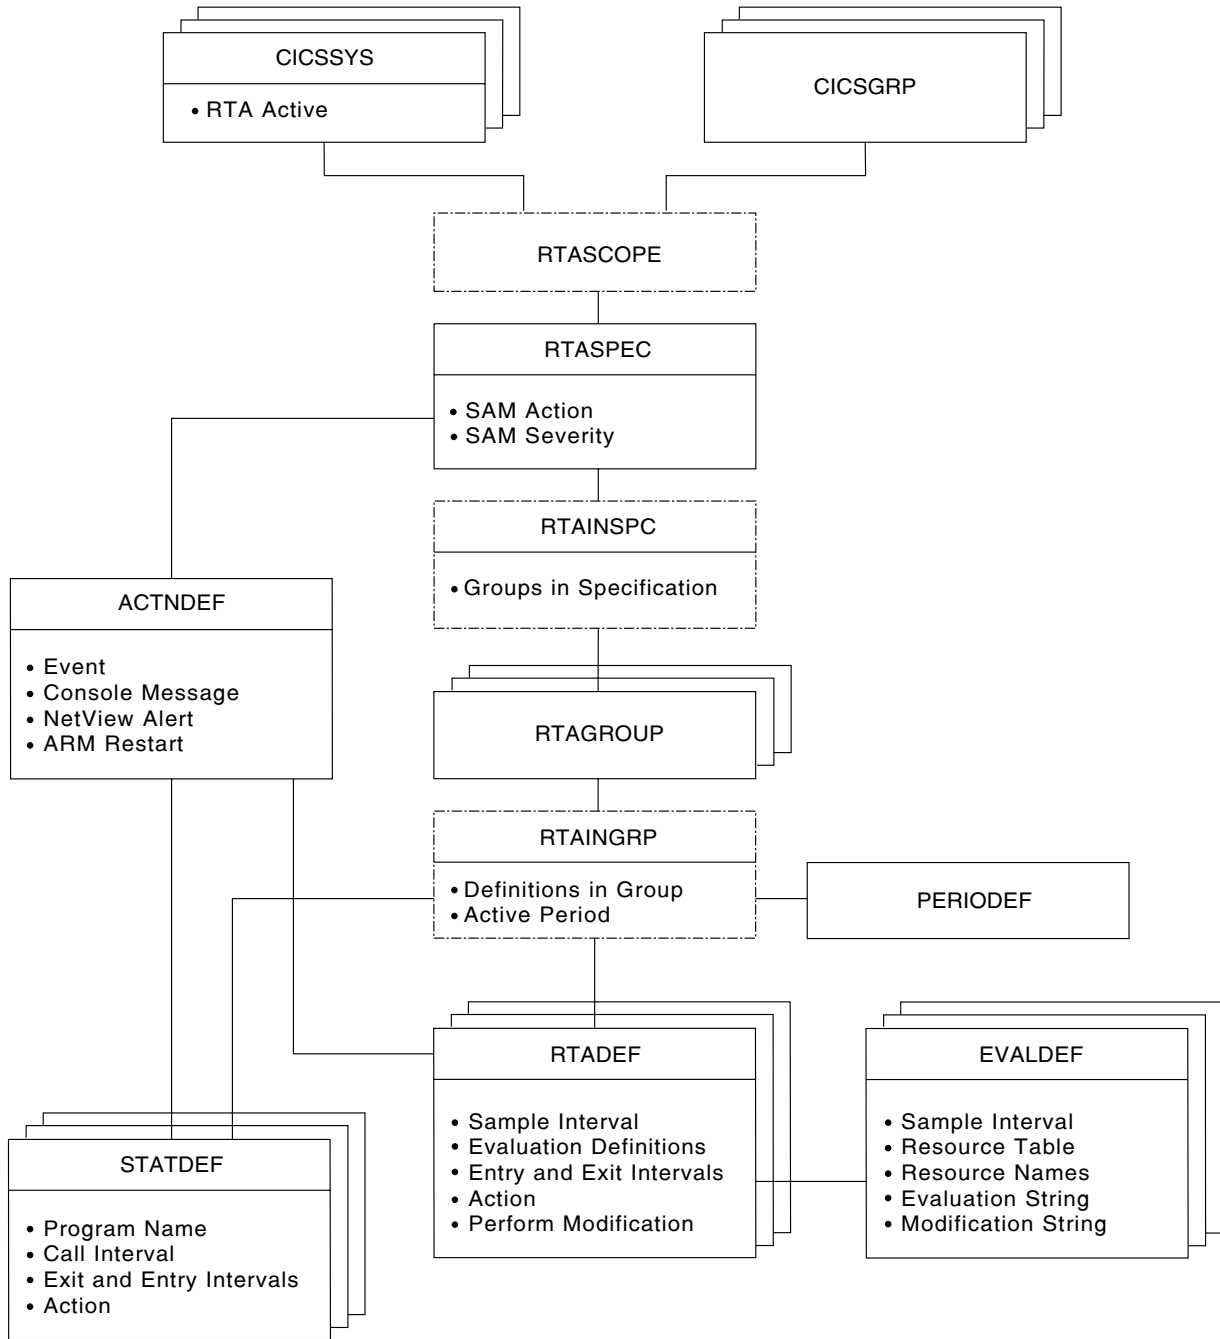 CICSSYS
• RTA Active
CICSGRP
RTASCOPE
RTASPEC
• SAM Action
• SAM Severity
RTAINSPC
• Groups in Specification
ACTNDEF
• Event
• Console Message
• NetView Alert
• ARM Restart
RTAGROUP
RTAINGRP
• Definitions in Group
• Active Period
PERIODEF
RTADEF
• Sample Interval
• Evaluation Definitions
• Entry and Exit Intervals
• Action
• Perform Modification
EVALDEF
• Sample Interval
• Resource Table
• Resource Names
• Evaluation String
• Modification String
STATDEF
• Program Name
• Call Interval
• Exit and Entry Intervals
• Action